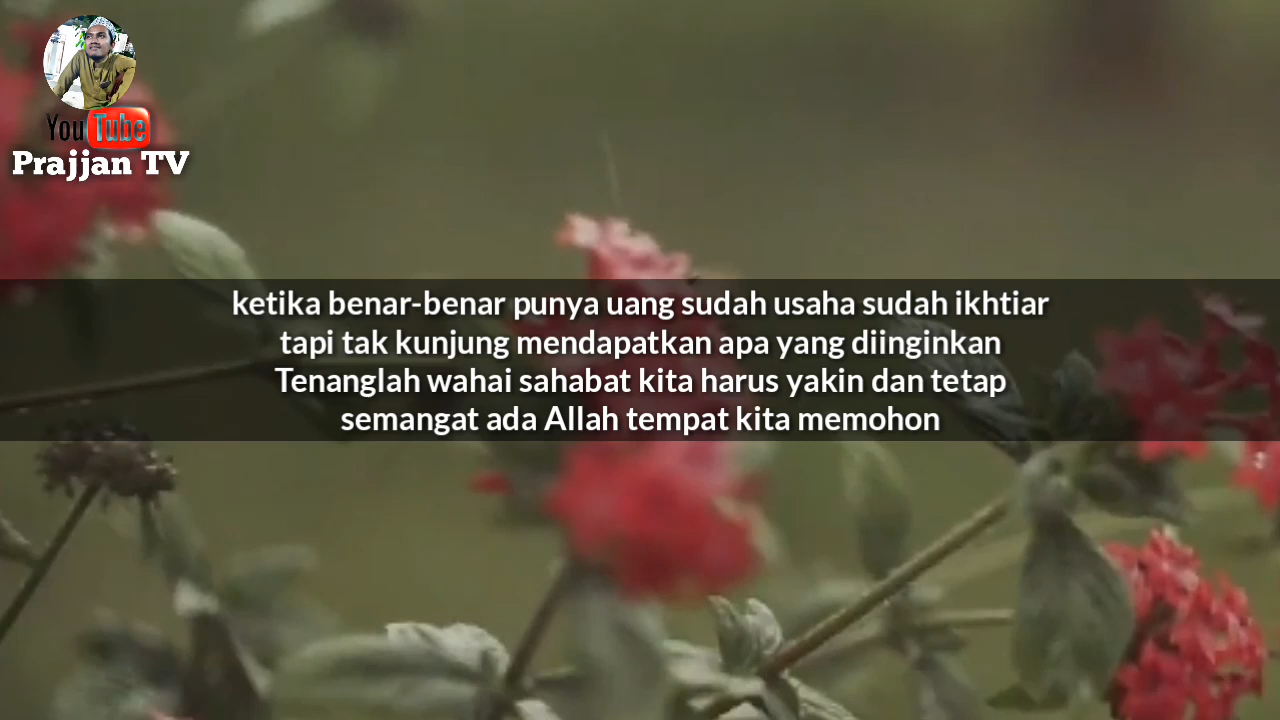 YouTube
Prajjan TV
ketika benar-benar punya uang sudah usaha sudah ikhtiar
tapi tak kunjung mendapatkan apa yang diinginkan
Tenanglah wahai sahabat kita harus yakin dan tetap
semangat ada Allah tempat kita memohon